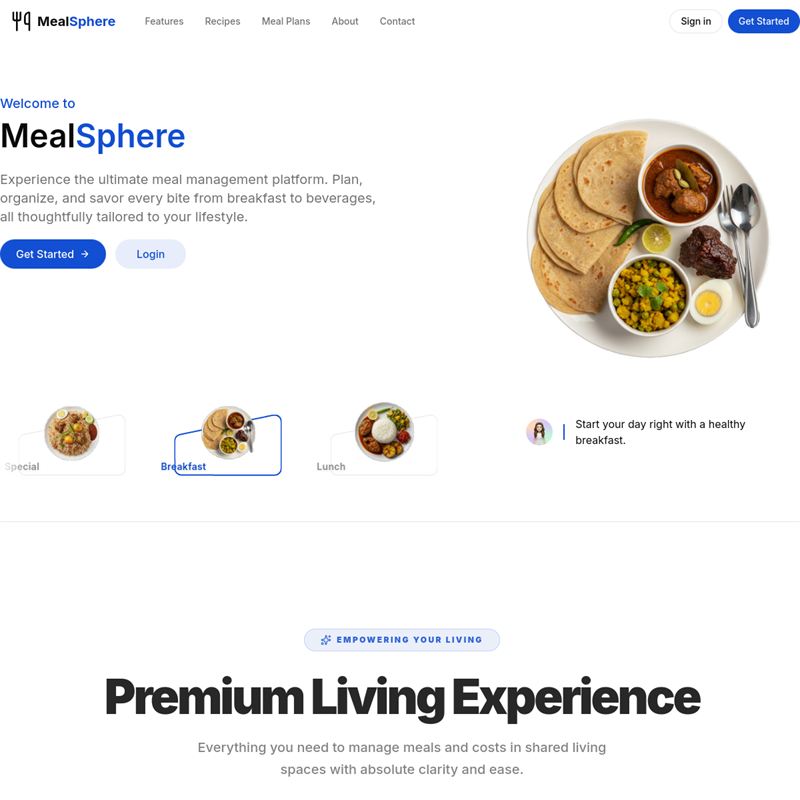 MealSphere
Features
Recipes
Meal Plans
About
Contact
Sign in
Get Started
Welcome to
MealSphere
Experience the ultimate meal management platform. Plan,
organize, and savor every bite from breakfast to beverages,
all thoughtfully tailored to your lifestyle.
Get Started
Login
Special
Breakfast
Lunch
Start your day right with a healthy
breakfast.
EMPOWERING YOUR LIVING
Premium Living Experience
Everything you need to manage meals and costs in shared living
spaces with absolute clarity and ease.